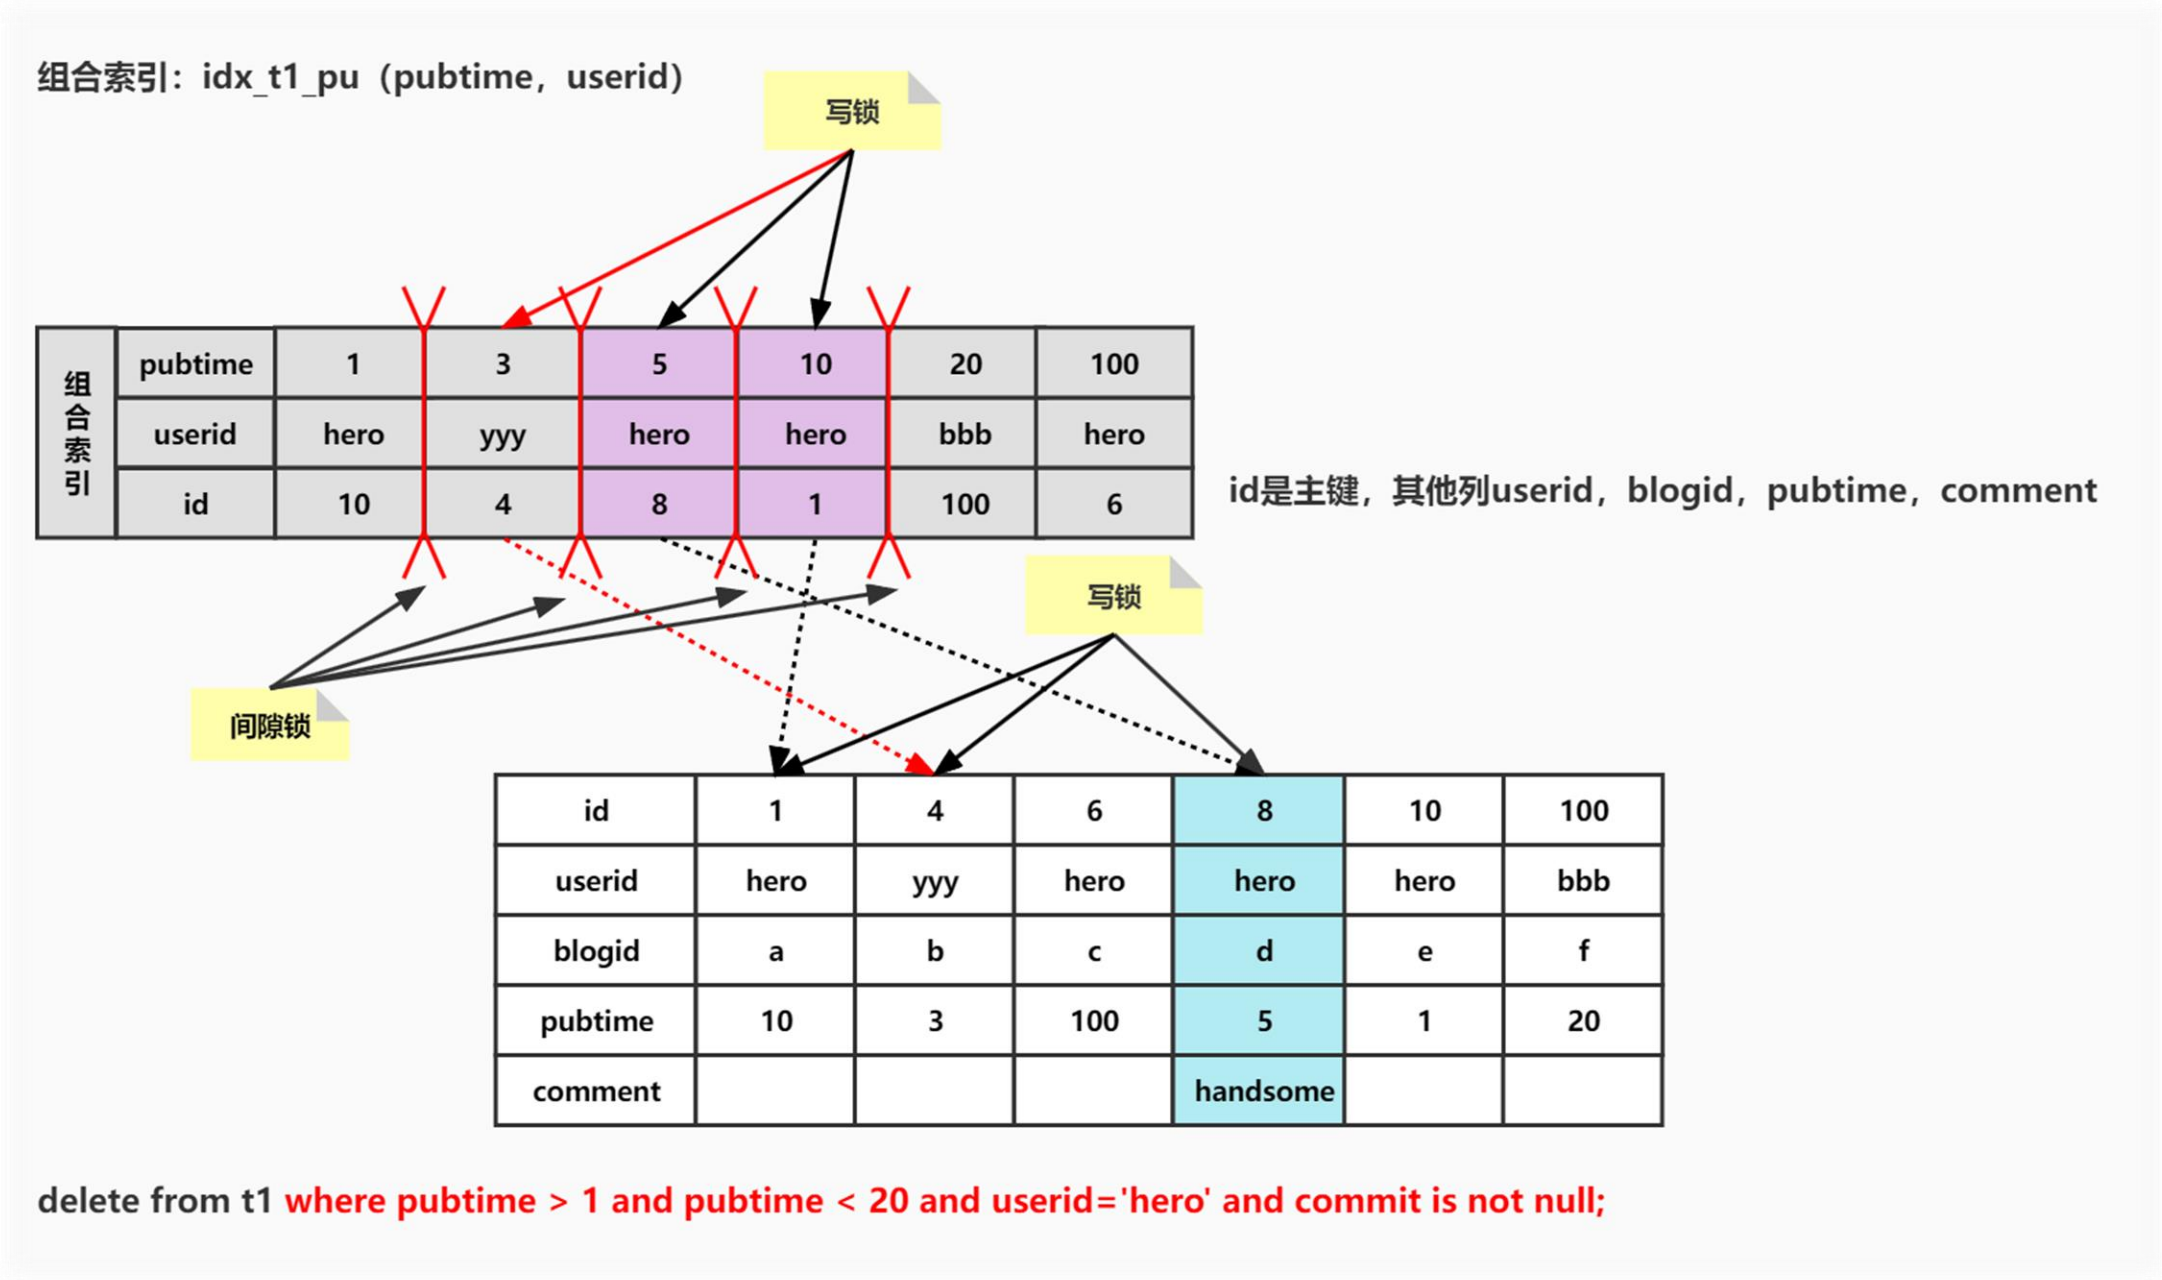 组合索引：idx_t1_pu（pubtime，userid）
写锁
组合索引
pubtime 1 3 5 10 20 100
userid hero yyy hero hero bbb hero
id 10 4 8 1 100 6
id是主键，其他列userid，blogid，pubtime，comment
写锁
间隙锁
id 1 4 6 8 10 100
userid hero yyy hero hero hero bbb
blogid a b c d e f
pubtime 10 3 100 5 1 20
comment handsome
delete from t1 where pubtime > 1 and pubtime < 20 and userid='hero' and commit is not null;